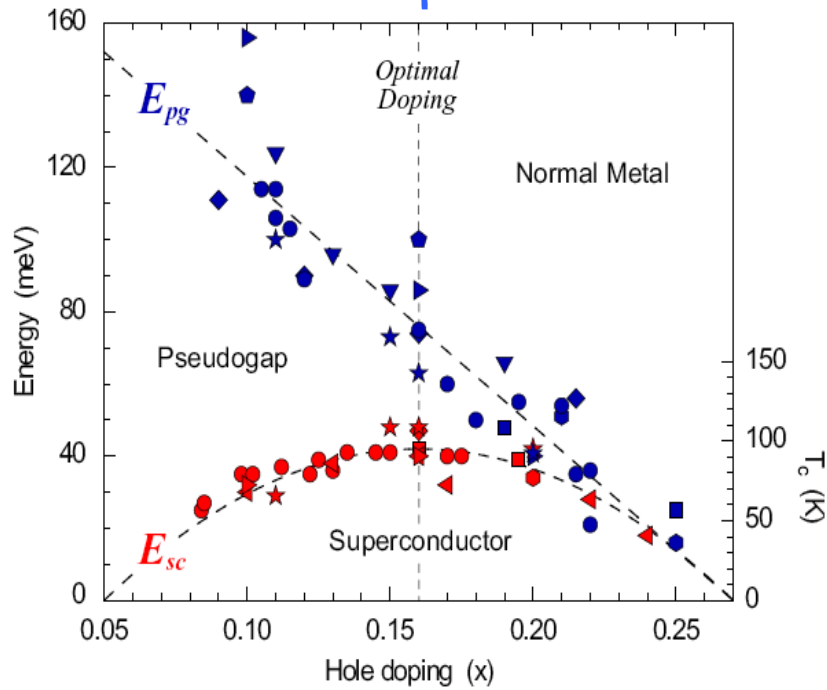 160
120
80
40
0
Energy (meV)
E_pg
Optimal
Doping
Normal Metal
Pseudogap
E_sc
Superconductor
150
100
50
0
T_c (K)
0.05 0.10 0.15 0.20 0.25
Hole doping (x)